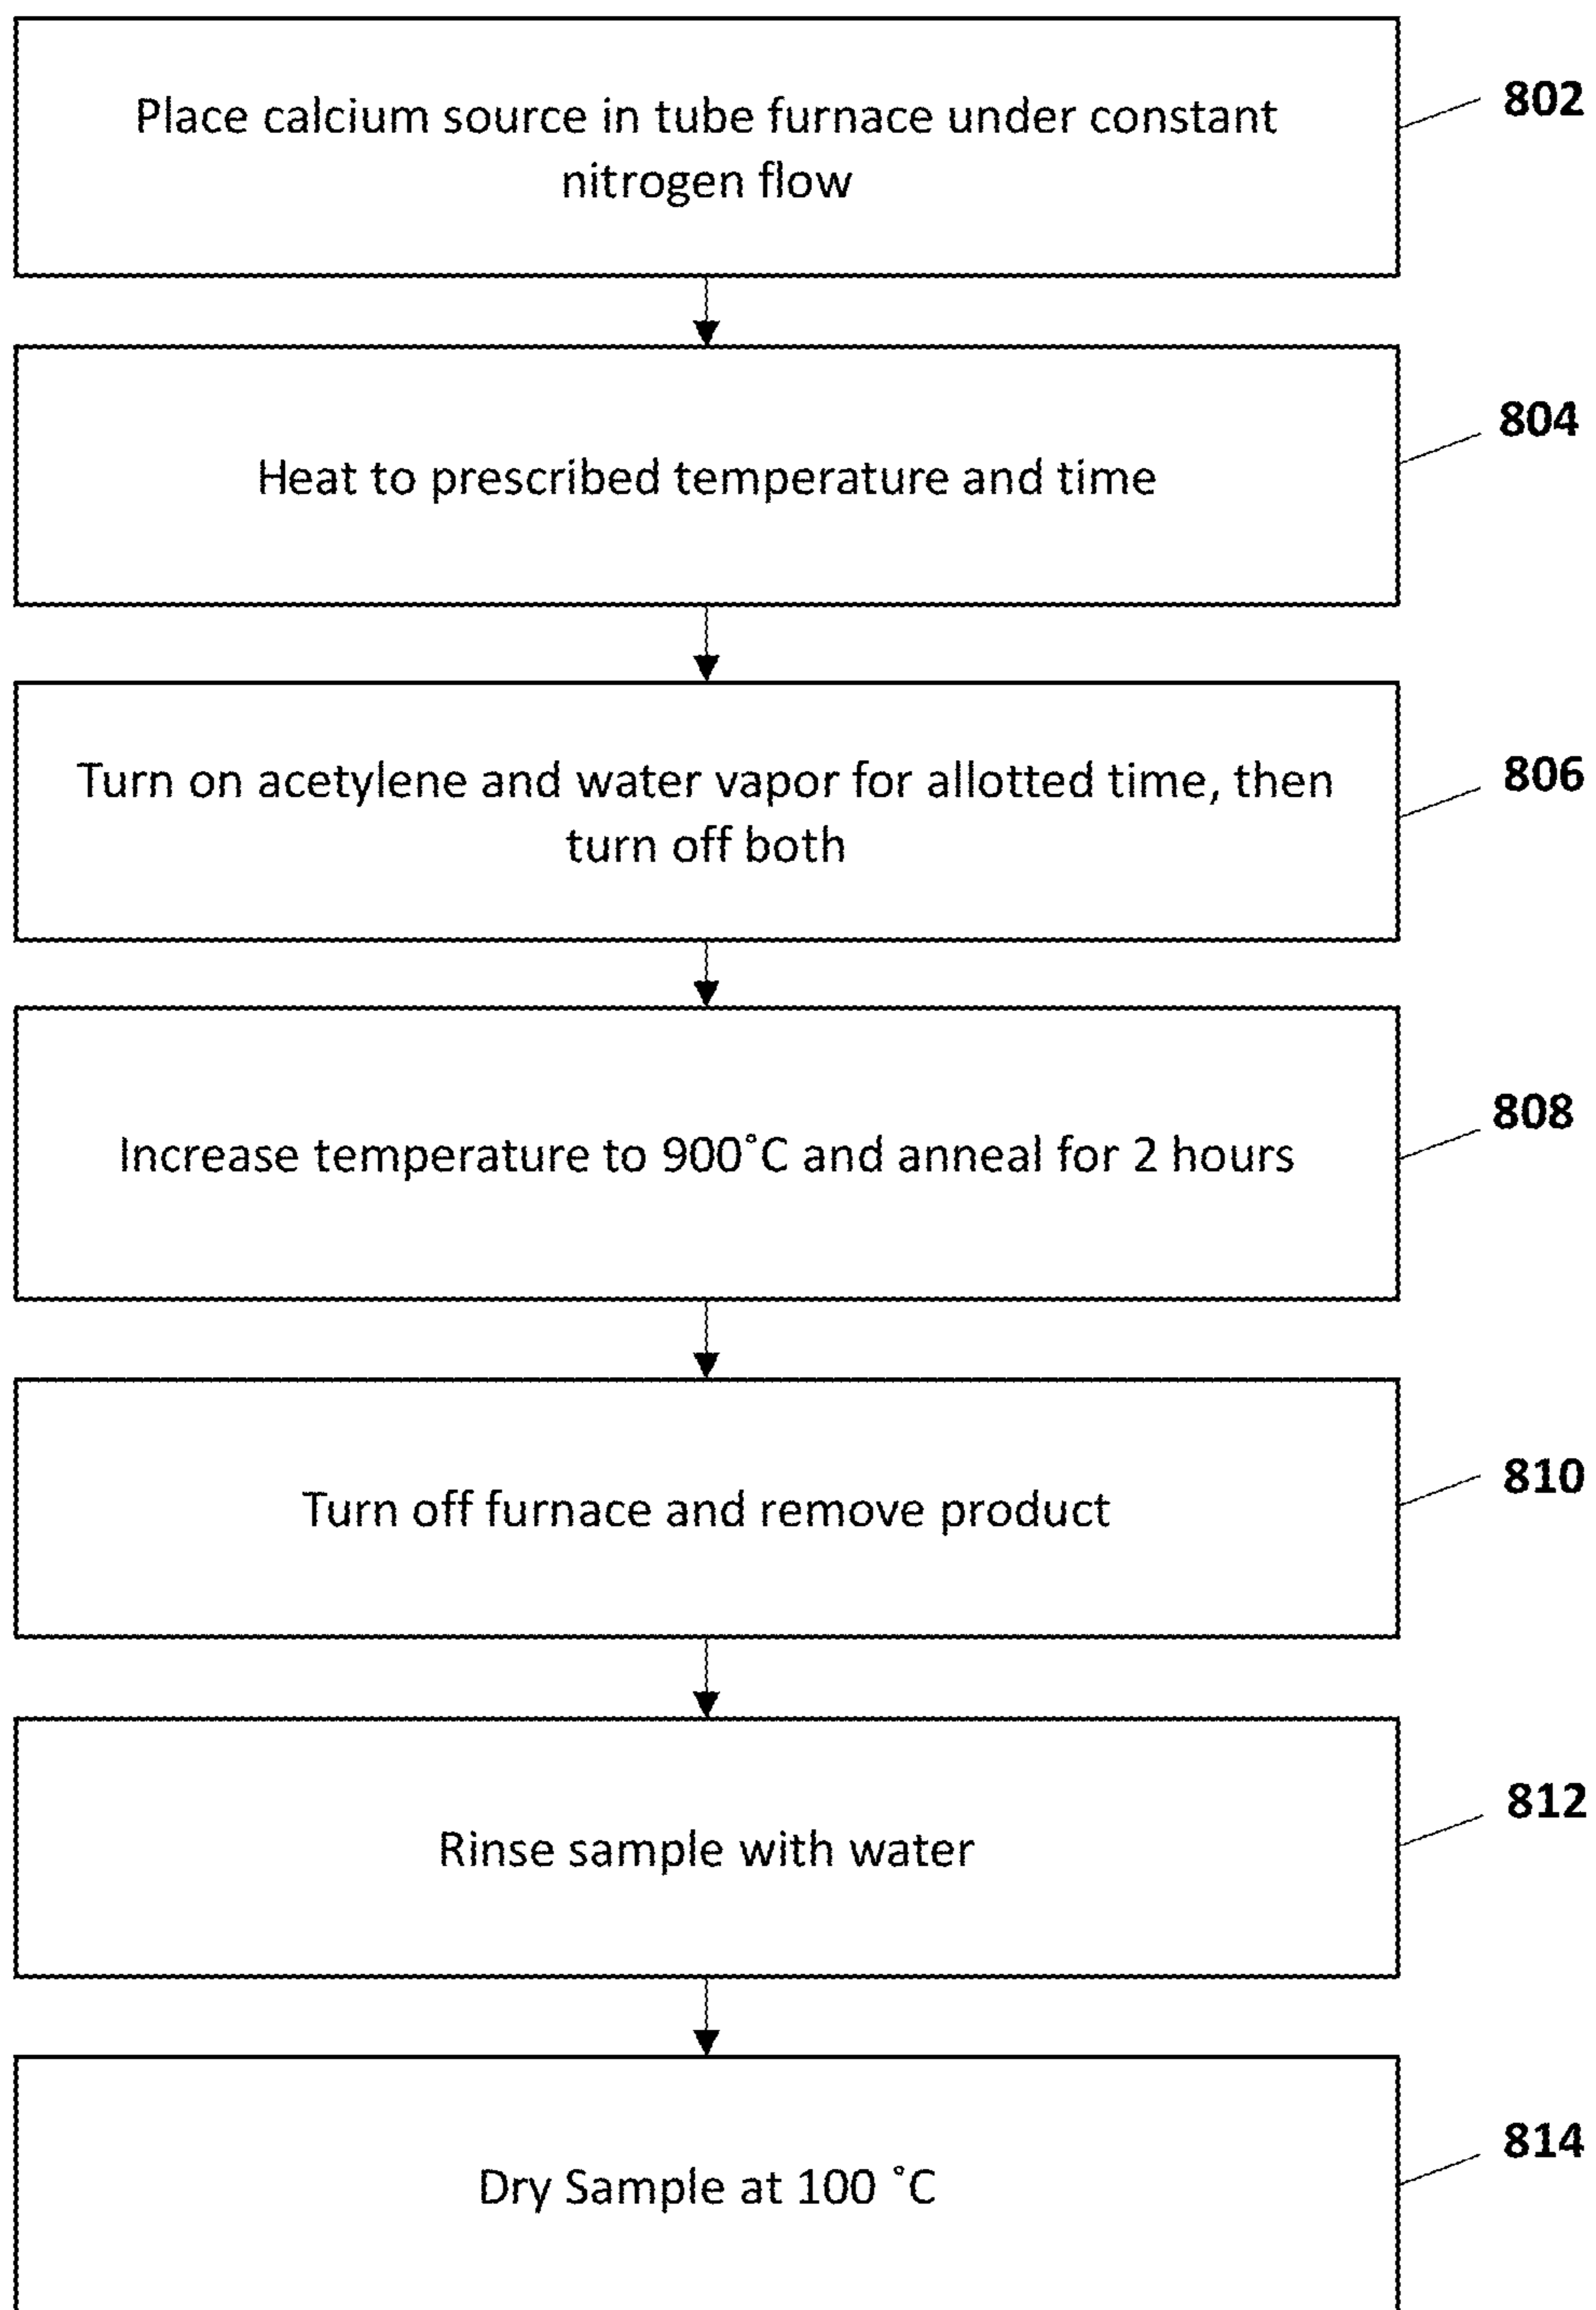 Place calcium source in tube furnace under constant
nitrogen flow
802
Heat to prescribed temperature and time
804
Turn on acetylene and water vapor for allotted time, then
turn off both
806
Increase temperature to 900˚C and anneal for 2 hours
808
Turn off furnace and remove product
810
Rinse sample with water
812
Dry Sample at 100 ˚C
814